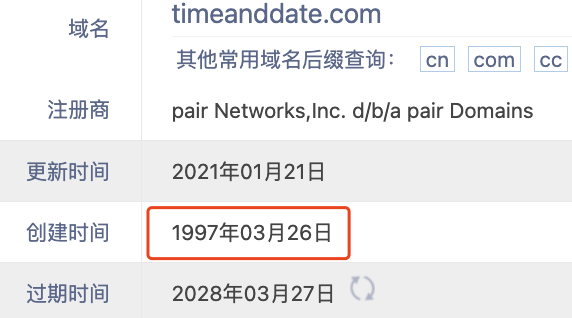 域名 timeanddate.com
其他常用域名后缀查询： cn com cc
注册商 pair Networks,Inc. d/b/a pair Domains
更新时间 2021年01月21日
创建时间 1997年03月26日
过期时间 2028年03月27日